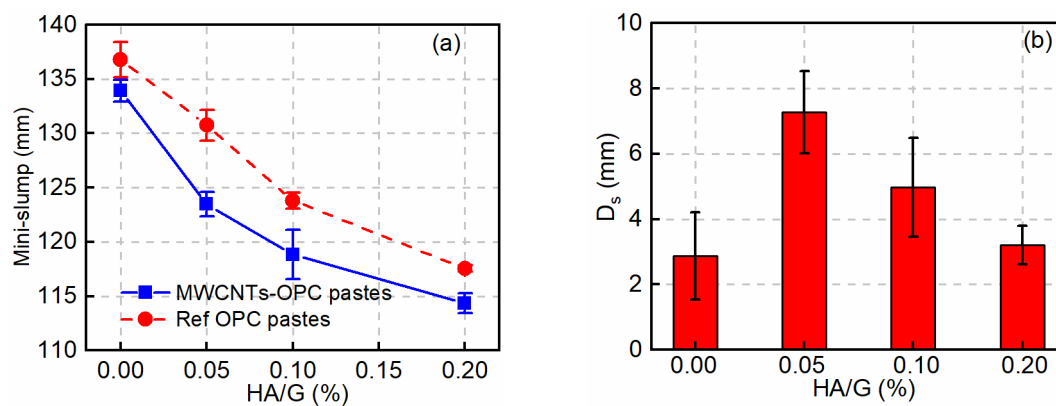 (a)
Mini-slump (mm)
140
135
130
125
120
115
110
MWCNTs-OPC pastes
Ref OPC pastes
0.00 0.05 0.10 0.15 0.20
HA/G (%)
(b)
D_s (mm)
10
8
6
4
2
0
0.00 0.05 0.10 0.20
HA/G (%)